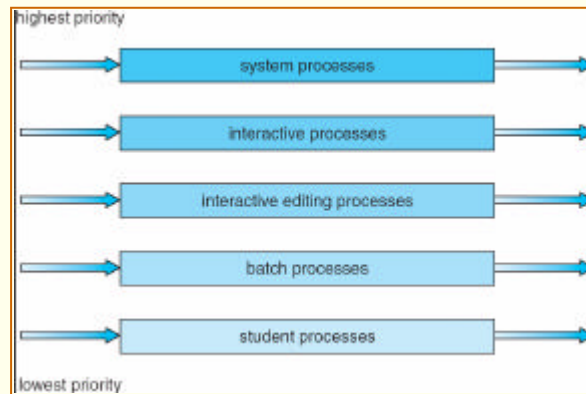 highest priority
system processes
interactive processes
interactive editing processes
batch processes
student processes
lowest priority